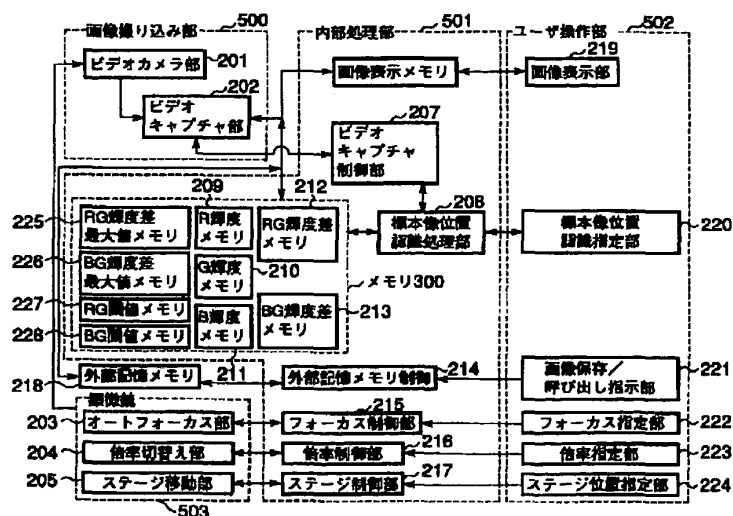 500
画像撮り込み部
ビデオカメラ部
201
202
ビデオ
キャプチャ部
501
内部処理部
画像表示メモリ
207
ビデオ
キャプチャ
制御部
208
標本像位置
認識処理部
502
ユーザ操作部
219
画像表示部
標本像位置
認識指定部
220
209
212
225
RG輝度差
最大値メモリ
R輝度
メモリ
RG輝度差
メモリ
226
BG輝度差
最大値メモリ
G輝度
メモリ
210
メモリ300
227
RG閾値メモリ
B輝度
メモリ
BG輝度差
メモリ
213
228
BG閾値メモリ
211
218
外部記憶メモリ
外部記憶メモリ制御
214
画像保存/
呼び出し指示部
221
顕微鏡
203
オートフォーカス部
215
フォーカス制御部
フォーカス指定部
222
204
倍率切替え部
倍率制御部
216
倍率指定部
223
205
ステージ移動部
ステージ制御部
217
ステージ位置指定部
224
503